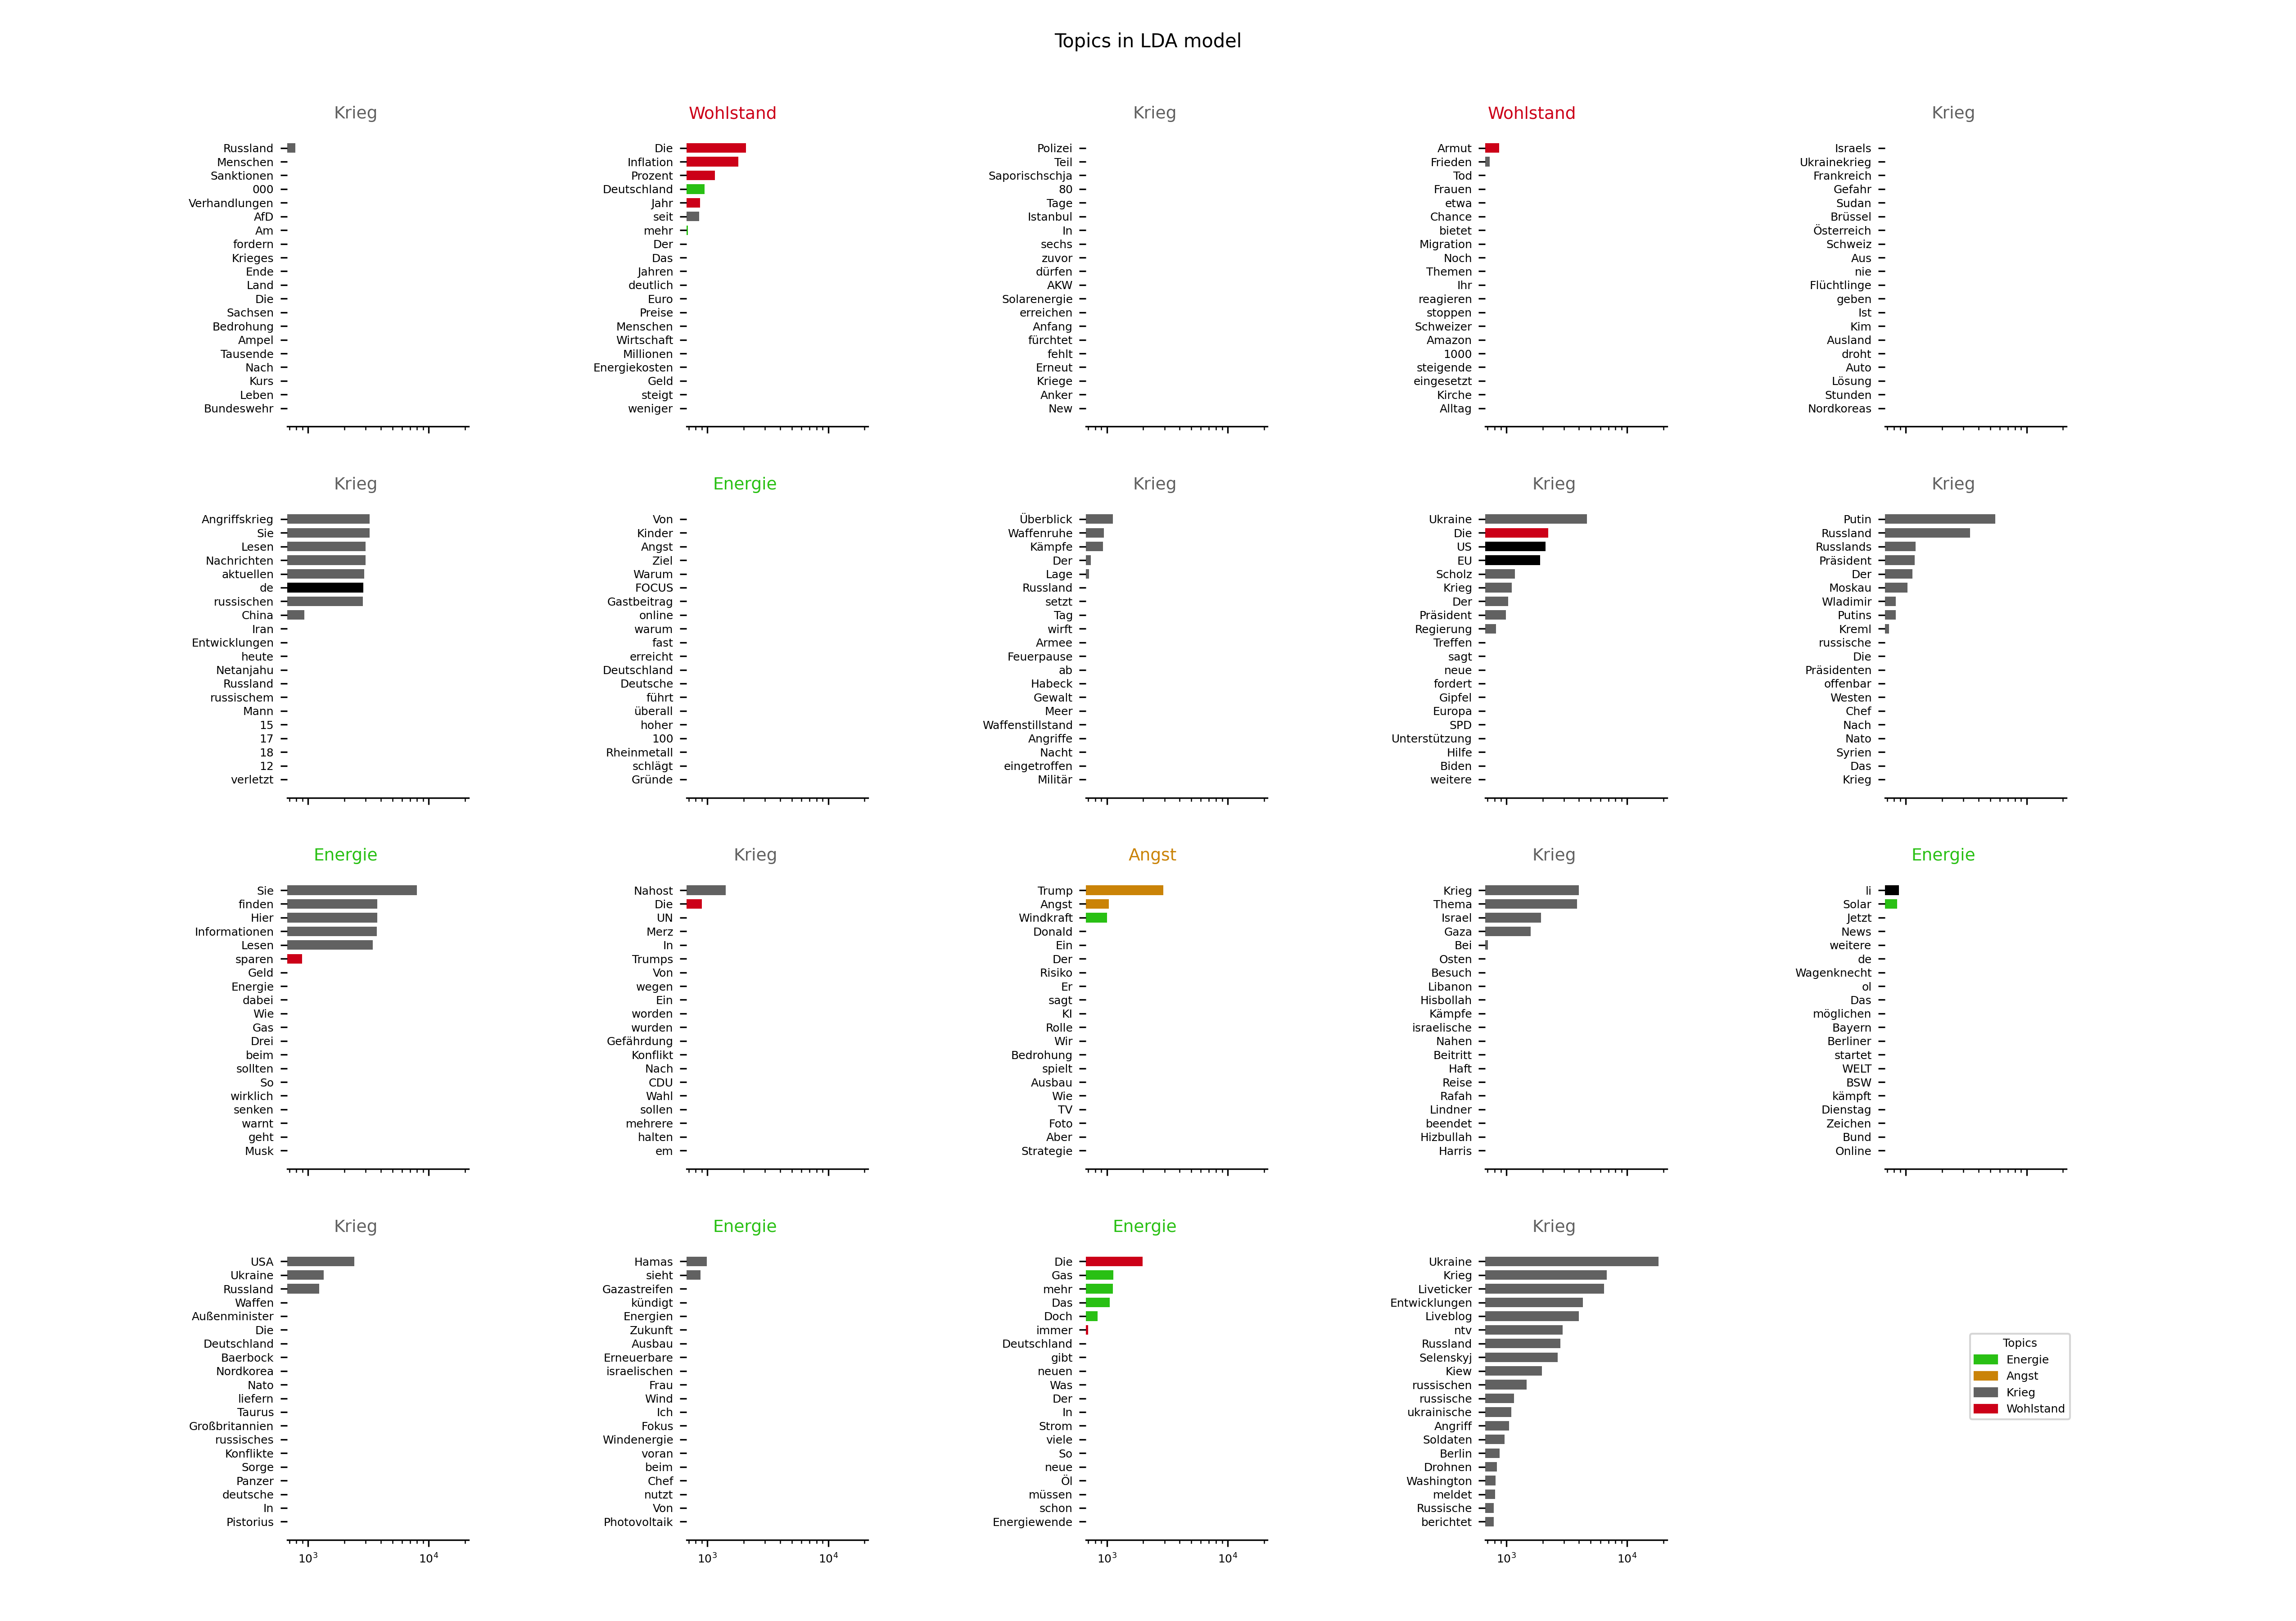 Topics in LDA model
Krieg
Russland
Menschen
Sanktionen
000
Verhandlungen
AfD
Am
fordern
Krieges
Ende
Land
Die
Sachsen
Bedrohung
Ampel
Tausende
Nach
Kurs
Leben
Bundeswehr
Wohlstand
Die
Inflation
Prozent
Deutschland
Jahr
seit
mehr
Der
Das
Jahren
deutlich
Euro
Preise
Menschen
Wirtschaft
Millionen
Energiekosten
Geld
steigt
weniger
Krieg
Polizei
Teil
Saporischschja
80
Tage
Istanbul
In
sechs
zuvor
dürfen
AKW
Solarenergie
erreichen
Anfang
fürchtet
fehlt
Erneut
Kriege
Anker
New
Wohlstand
Armut
Frieden
Tod
Frauen
etwa
Chance
bietet
Migration
Noch
Themen
Ihr
reagieren
stoppen
Schweizer
Amazon
1000
steigende
eingesetzt
Kirche
Alltag
Krieg
Israels
Ukrainekrieg
Frankreich
Gefahr
Sudan
Brüssel
Österreich
Schweiz
Aus
nie
Flüchtlinge
geben
Ist
Kim
Ausland
droht
Auto
Lösung
Stunden
Nordkoreas
Krieg
Angriffskrieg
Sie
Lesen
Nachrichten
aktuellen
de
russischen
China
Iran
Entwicklungen
heute
Netanjahu
Russland
russischem
Mann
15
17
18
12
verletzt
Energie
Von
Kinder
Angst
Ziel
Warum
FOCUS
Gastbeitrag
online
warum
fast
erreicht
Deutschland
Deutsche
führt
überall
hoher
100
Rheinmetall
schlägt
Gründe
Krieg
Überblick
Waffenruhe
Kämpfe
Der
Lage
Russland
setzt
Tag
wirft
Armee
Feuerpause
ab
Habeck
Gewalt
Meer
Waffenstillstand
Angriffe
Nacht
eingetroffen
Militär
Krieg
Ukraine
Die
US
EU
Scholz
Krieg
Der
Präsident
Regierung
Treffen
sagt
neue
fordert
Gipfel
Europa
SPD
Unterstützung
Hilfe
Biden
weitere
Krieg
Putin
Russland
Russlands
Präsident
Der
Moskau
Wladimir
Putins
Kreml
russische
Die
Präsidenten
offenbar
Westen
Chef
Nach
Nato
Syrien
Das
Krieg
Energie
Sie
finden
Hier
Informationen
Lesen
sparen
Geld
Energie
dabei
Wie
Gas
Drei
beim
sollten
So
wirklich
senken
warnt
geht
Musk
Krieg
Nahost
Die
UN
Merz
In
Trumps
Von
wegen
Ein
worden
wurden
Gefährdung
Konflikt
Nach
CDU
Wahl
sollen
mehrere
halten
em
Angst
Trump
Angst
Windkraft
Donald
Ein
Der
Risiko
Er
sagt
KI
Rolle
Wir
Bedrohung
spielt
Ausbau
Wie
TV
Foto
Aber
Strategie
Krieg
Krieg
Thema
Israel
Gaza
Bei
Osten
Besuch
Libanon
Hisbollah
Kämpfe
israelische
Nahen
Beitritt
Haft
Reise
Rafah
Lindner
beendet
Hizbullah
Harris
Energie
li
Solar
Jetzt
News
weitere
de
Wagenknecht
ol
Das
möglichen
Bayern
Berliner
startet
WELT
BSW
kämpft
Dienstag
Zeichen
Bund
Online
Krieg
USA
Ukraine
Russland
Waffen
Außenminister
Die
Deutschland
Baerbock
Nordkorea
Nato
liefern
Taurus
Großbritannien
russisches
Konflikte
Sorge
Panzer
deutsche
In
Pistorius
10³
10⁴
Energie
Hamas
sieht
Gazastreifen
kündigt
Energien
Zukunft
Ausbau
Erneuerbare
israelischen
Frau
Wind
Ich
Fokus
Windenergie
voran
beim
Chef
nutzt
Von
Photovoltaik
10³
10⁴
Energie
Die
Gas
mehr
Das
Doch
immer
Deutschland
gibt
neuen
Was
Der
In
Strom
viele
So
neue
Öl
müssen
schon
Energiewende
10³
10⁴
Krieg
Ukraine
Krieg
Liveticker
Entwicklungen
Liveblog
ntv
Russland
Selenskyj
Kiew
russischen
russische
ukrainische
Angriff
Soldaten
Berlin
Drohnen
Washington
meldet
Russische
berichtet
10³
10⁴
Topics
Energie
Angst
Krieg
Wohlstand